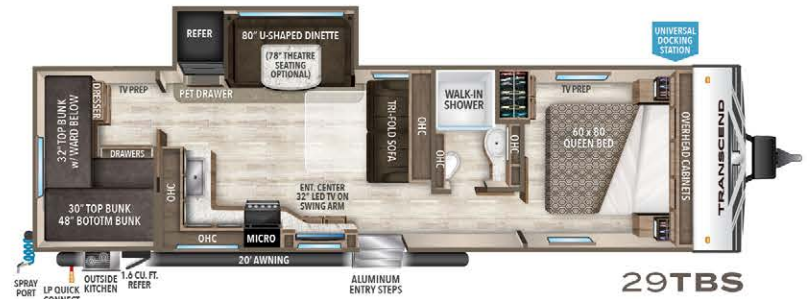 UNIVERSAL
DOCKING
STATION
REFER
80" U-SHAPED DINETTE
(78" THEATRE
SEATING
OPTIONAL)
TV PREP
PET DRAWER
DRESSER
32" TOP BUNK
w/ WARD BELOW
DRAWERS
30" TOP BUNK
48" BOTOTM BUNK
OHC
OHC
MICRO
ENT. CENTER
32" LED TV ON
SWING ARM
TRI-FOLD SOFA
OHC
WALK-IN
SHOWER
OHC
OHC
TV PREP
60 x 80
QUEEN BED
OVERHEAD CABINETS
TRANSCEND
20' AWNING
SPRAY
PORT
LP QUICK
CONNECT
OUTSIDE
KITCHEN
1.6 CU. FT.
REFER
ALUMINUM
ENTRY STEPS
29TBS